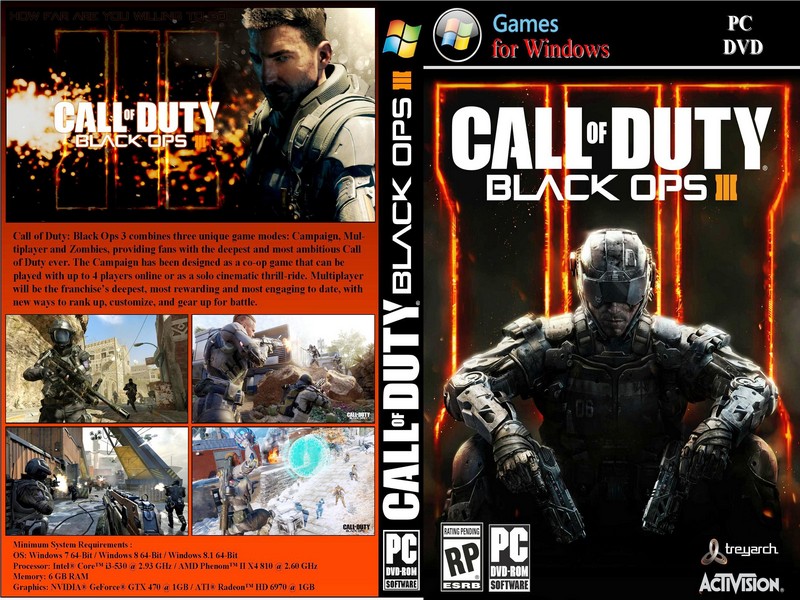 HOW FAR ARE YOU WILLING TO
CALL OF DUTY
BLACK OPS III
Call of Duty: Black Ops 3 combines three unique game modes: Campaign, Mul-
tiplayer and Zombies, providing fans with the deepest and most ambitious Call
of Duty ever. The Campaign has been designed as a co-op game that can be
played with up to 4 players online or as a solo cinematic thrill-ride. Multiplayer
will be the franchise's deepest, most rewarding and most engaging to date, with
new ways to rank up, customize, and gear up for battle.
CALL OF DUTY
CALL OF DUTY
Minimum System Requirements :
OS: Windows 7 64-Bit / Windows 8 64-Bit / Windows 8.1 64-Bit
Processor: Intel® Core™ i3-530 @ 2.93 GHz / AMD Phenom™ II X4 810 @ 2.60 GHz
Memory: 6 GB RAM
Graphics: NVIDIA® GeForce® GTX 470 @ 1GB / ATI® Radeon™ HD 6970 @ 1GB
CALL OF DUTY® BLACK OPS III
PC
DVD-ROM
SOFTWARE
Games
for Windows
PC
DVD
CALL OF DUTY®
BLACK OPS III
06
RATING PENDING
RP
ESRB
PC
DVD-ROM
SOFTWARE
treyarch
ACTIVISION.